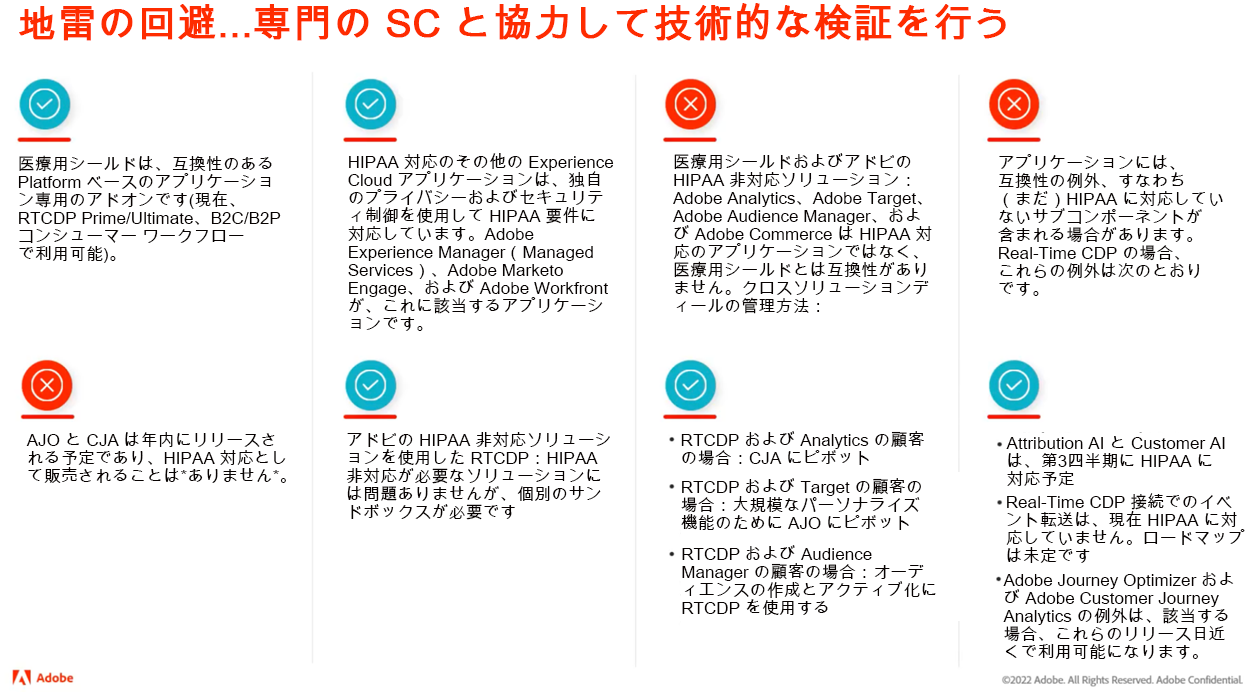 地雷の回避...専門の SC と協力して技術的な検証を行う
医療用シールドは、互換性のある
Platform ベースのアプリケーショ
ン専用のアドオンです(現在、
RTCDP Prime/Ultimate、B2C/B2P
コンシューマー ワークフロー
で利用可能)。
HIPAA 対応のその他の Experience
Cloud アプリケーションは、独自
のプライバシーおよびセキュリ
ティ制御を使用して HIPAA 要件に
対応しています。Adobe
Experience Manager（Managed
Services）、Adobe Marketo
Engage、および Adobe Workfront
が、これに該当するアプリケーシ
ョンです。
医療用シールドおよびアドビの
HIPAA 非対応ソリューション：
Adobe Analytics、Adobe Target、
Adobe Audience Manager、およ
び Adobe Commerce は HIPAA 対
応のアプリケーションではなく、
医療用シールドとは互換性があり
ません。クロスソリューションデ
ィールの管理方法：
アプリケーションには、
互換性の例外、すなわち
（まだ）HIPAA に対応してい
ないサブコンポーネントが
含まれる場合があります。
Real-Time CDP の場合、
これらの例外は次のとおり
です。
AJO と CJA は年内にリリースさ
れる予定であり、HIPAA 対応とし
て販売されることは*ありません*。
アドビの HIPAA 非対応ソリューシ
ョンを使用した RTCDP：HIPAA
非対応が必要なソリューションに
は問題ありませんが、個別のサン
ドボックスが必要です
• RTCDP および Analytics の顧客
の場合：CJA にピボット
• RTCDP および Target の顧客の
場合：大規模なパーソナライズ
機能のために AJO にピボット
• RTCDP および Audience
Manager の顧客の場合：オーデ
ィエンスの作成とアクティブ化に
RTCDP を使用する
• Attribution AI と Customer AI
は、第3四半期に HIPAA に
対応予定
• Real-Time CDP 接続でのイベ
ント転送は、現在 HIPAA に対
応していません。ロードマップ
は未定です
• Adobe Journey Optimizer およ
び Adobe Customer Journey
Analytics の例外は、該当する
場合、これらのリリース日近
くで利用可能になります。
Adobe
©2022 Adobe. All Rights Reserved. Adobe Confidential.